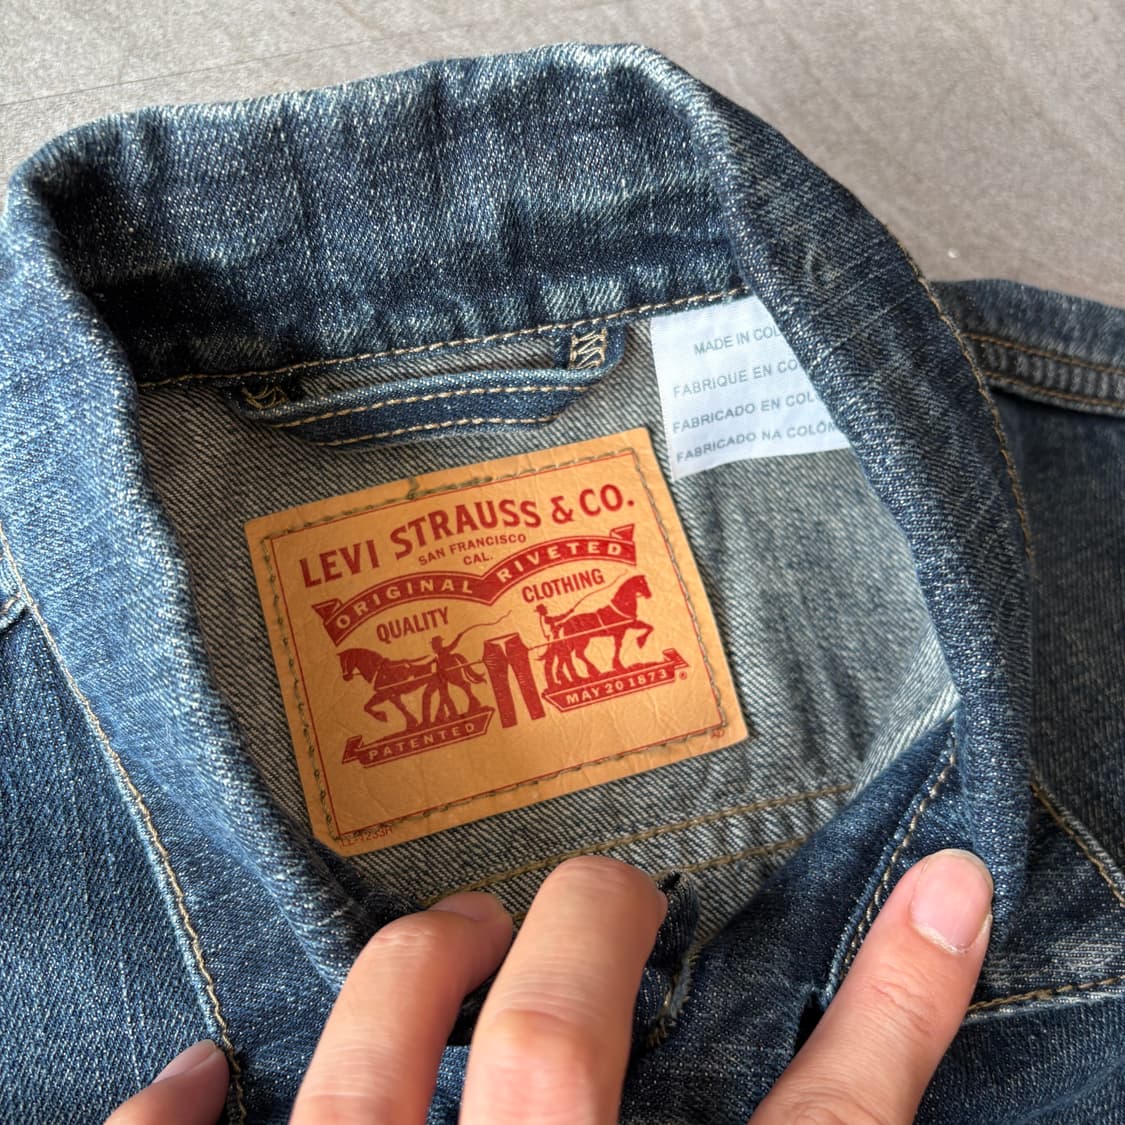 LEVI STRAUSS & CO.
SAN FRANCISCO
CAL.
ORIGINAL RIVETED
QUALITY CLOTHING
PATENTED
MAY 20 1873
®
MADE IN COL
FABRIQUE EN CO
FABRICADO EN COL
FABRICADO NA COLÔM